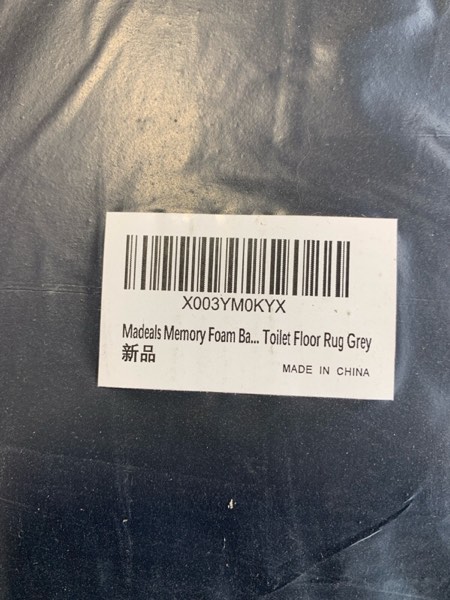 X003YM0KYX
Madeals Memory Foam Ba... Toilet Floor Rug Grey
新品
MADE IN CHINA